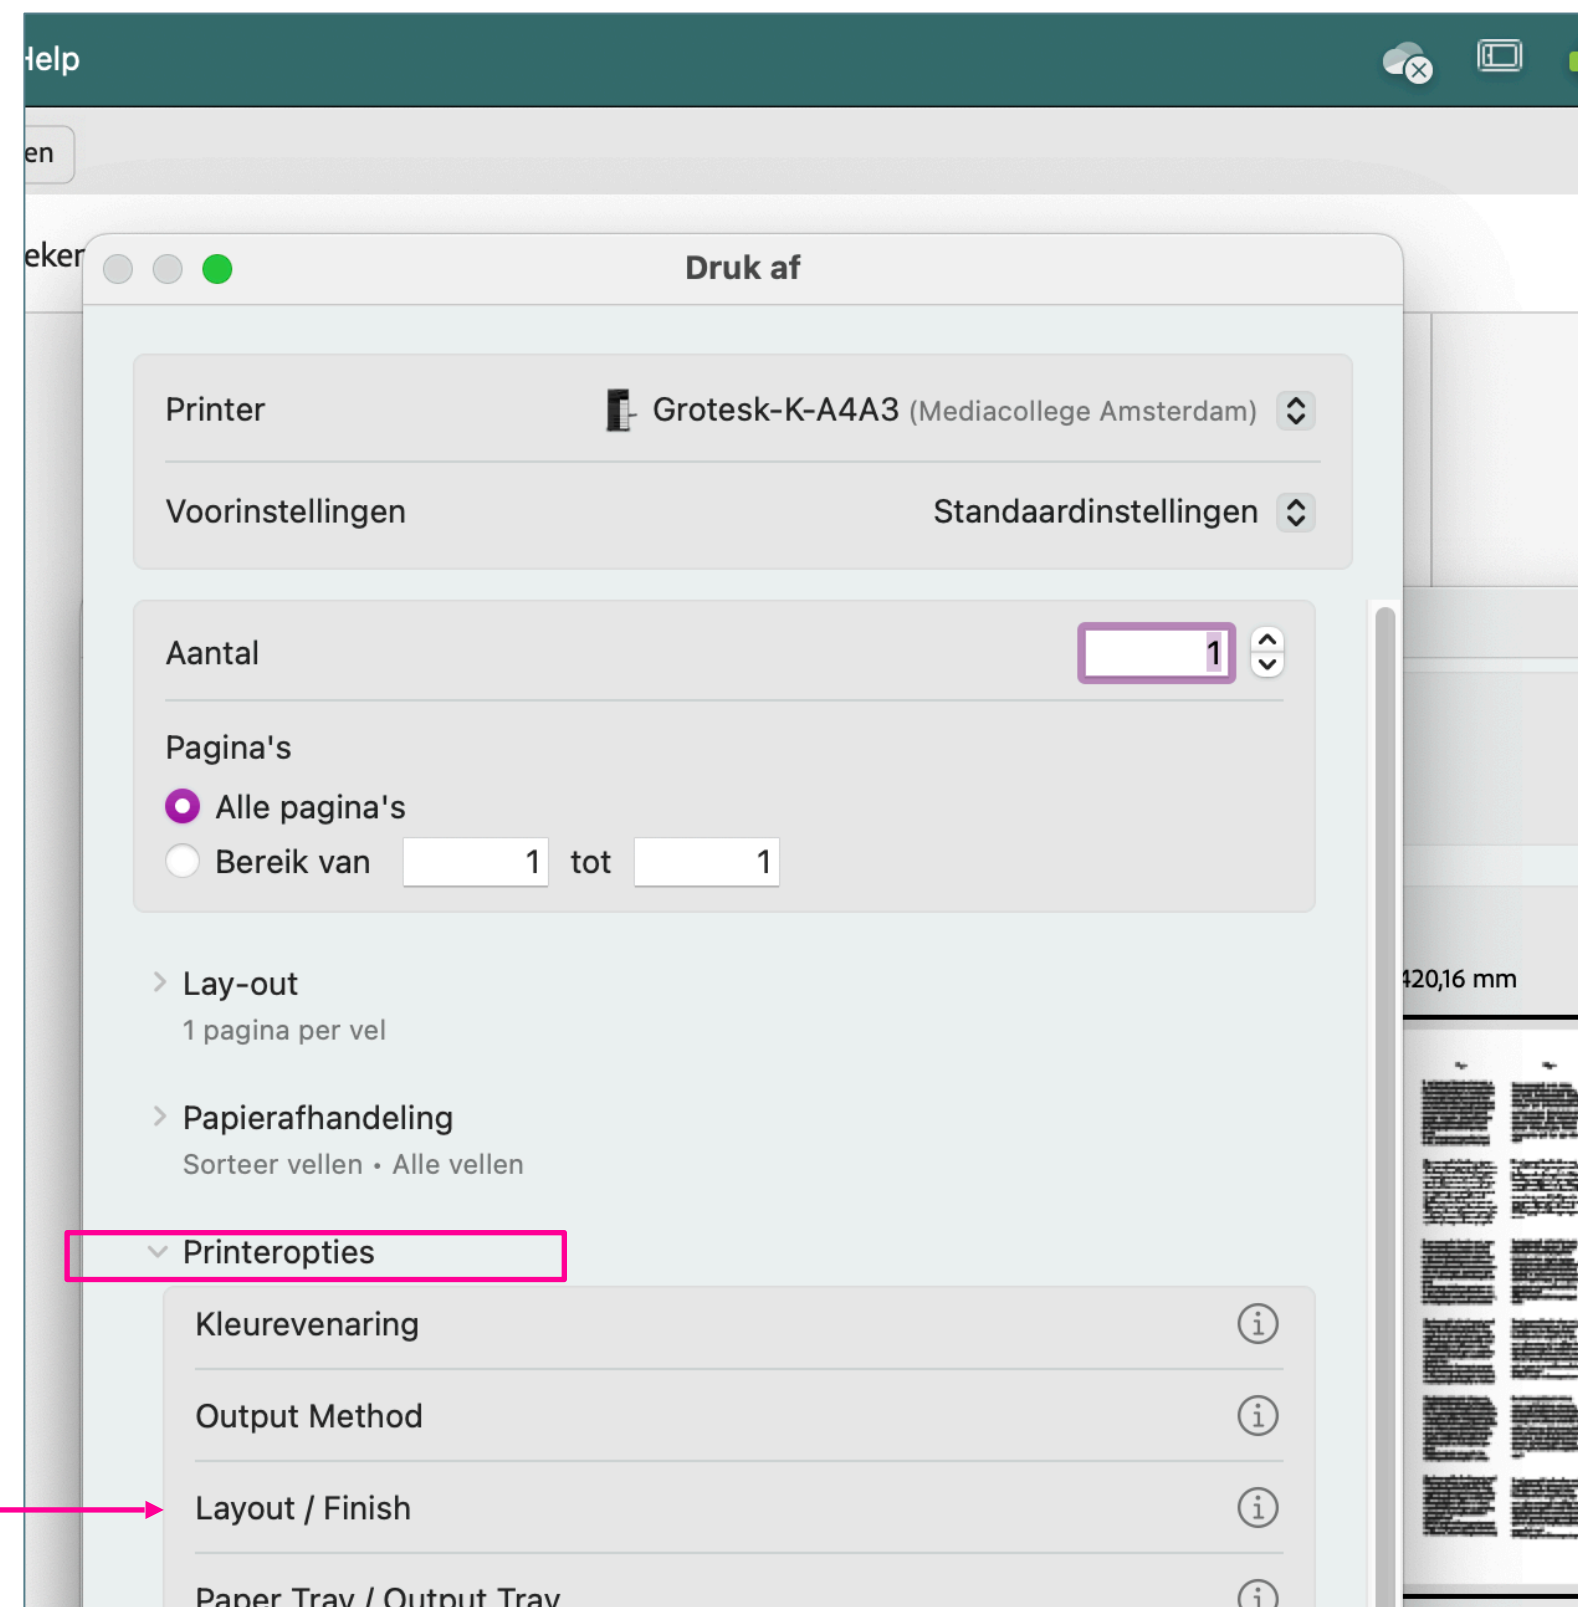 Help
en
Druk af
Printer
Grotesk-K-A4A3 (Mediacollege Amsterdam)
Voorinstellingen
Standaardinstellingen
Aantal
1
Pagina's
Alle pagina's
Bereik van 1 tot 1
Lay-out
1 pagina per vel
420,16 mm
Papierafhandeling
Sorteer vellen • Alle vellen
Printeropties
Kleurevenaring
Output Method
Layout / Finish
Paper Tray / Output Tray